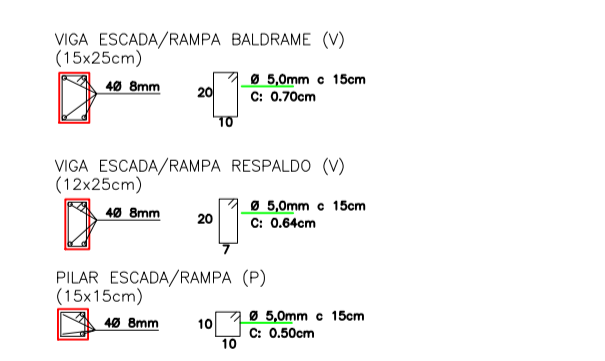 VIGA ESCADA/RAMPA BALDRAME (V)
(15x25cm)
4Ø 8mm
20
10
Ø 5,0mm c 15cm
C: 0.70cm
VIGA ESCADA/RAMPA RESPALDO (V)
(12x25cm)
4Ø 8mm
20
7
Ø 5,0mm c 15cm
C: 0.64cm
PILAR ESCADA/RAMPA (P)
(15x15cm)
4Ø 8mm
10
10
Ø 5,0mm c 15cm
C: 0.50cm